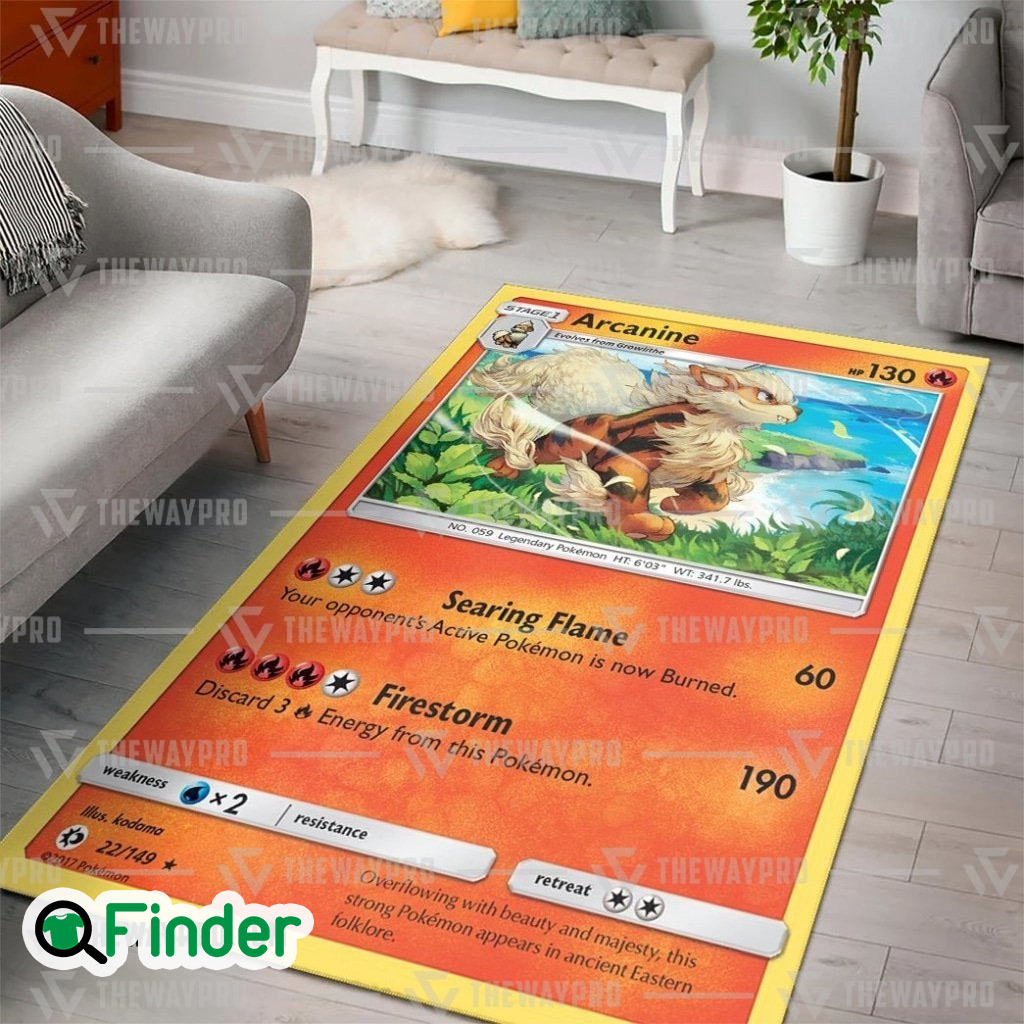 STAGE 1
Arcanine
Evolves from Growlithe
HP 130
NO. 059 Legendary Pokémon HT: 6'03" WT: 341.7 lbs.
Searing Flame
60
Your opponent's Active Pokémon is now Burned.
Firestorm
190
Discard 3 Energy from this Pokémon.
weakness
×2
resistance
retreat
Illus. kodama
22/149 ★
©2017 Pokémon
Overflowing with beauty and majesty, this
strong Pokémon appears in ancient Eastern
folklore.
Finder
THEWAYPRO